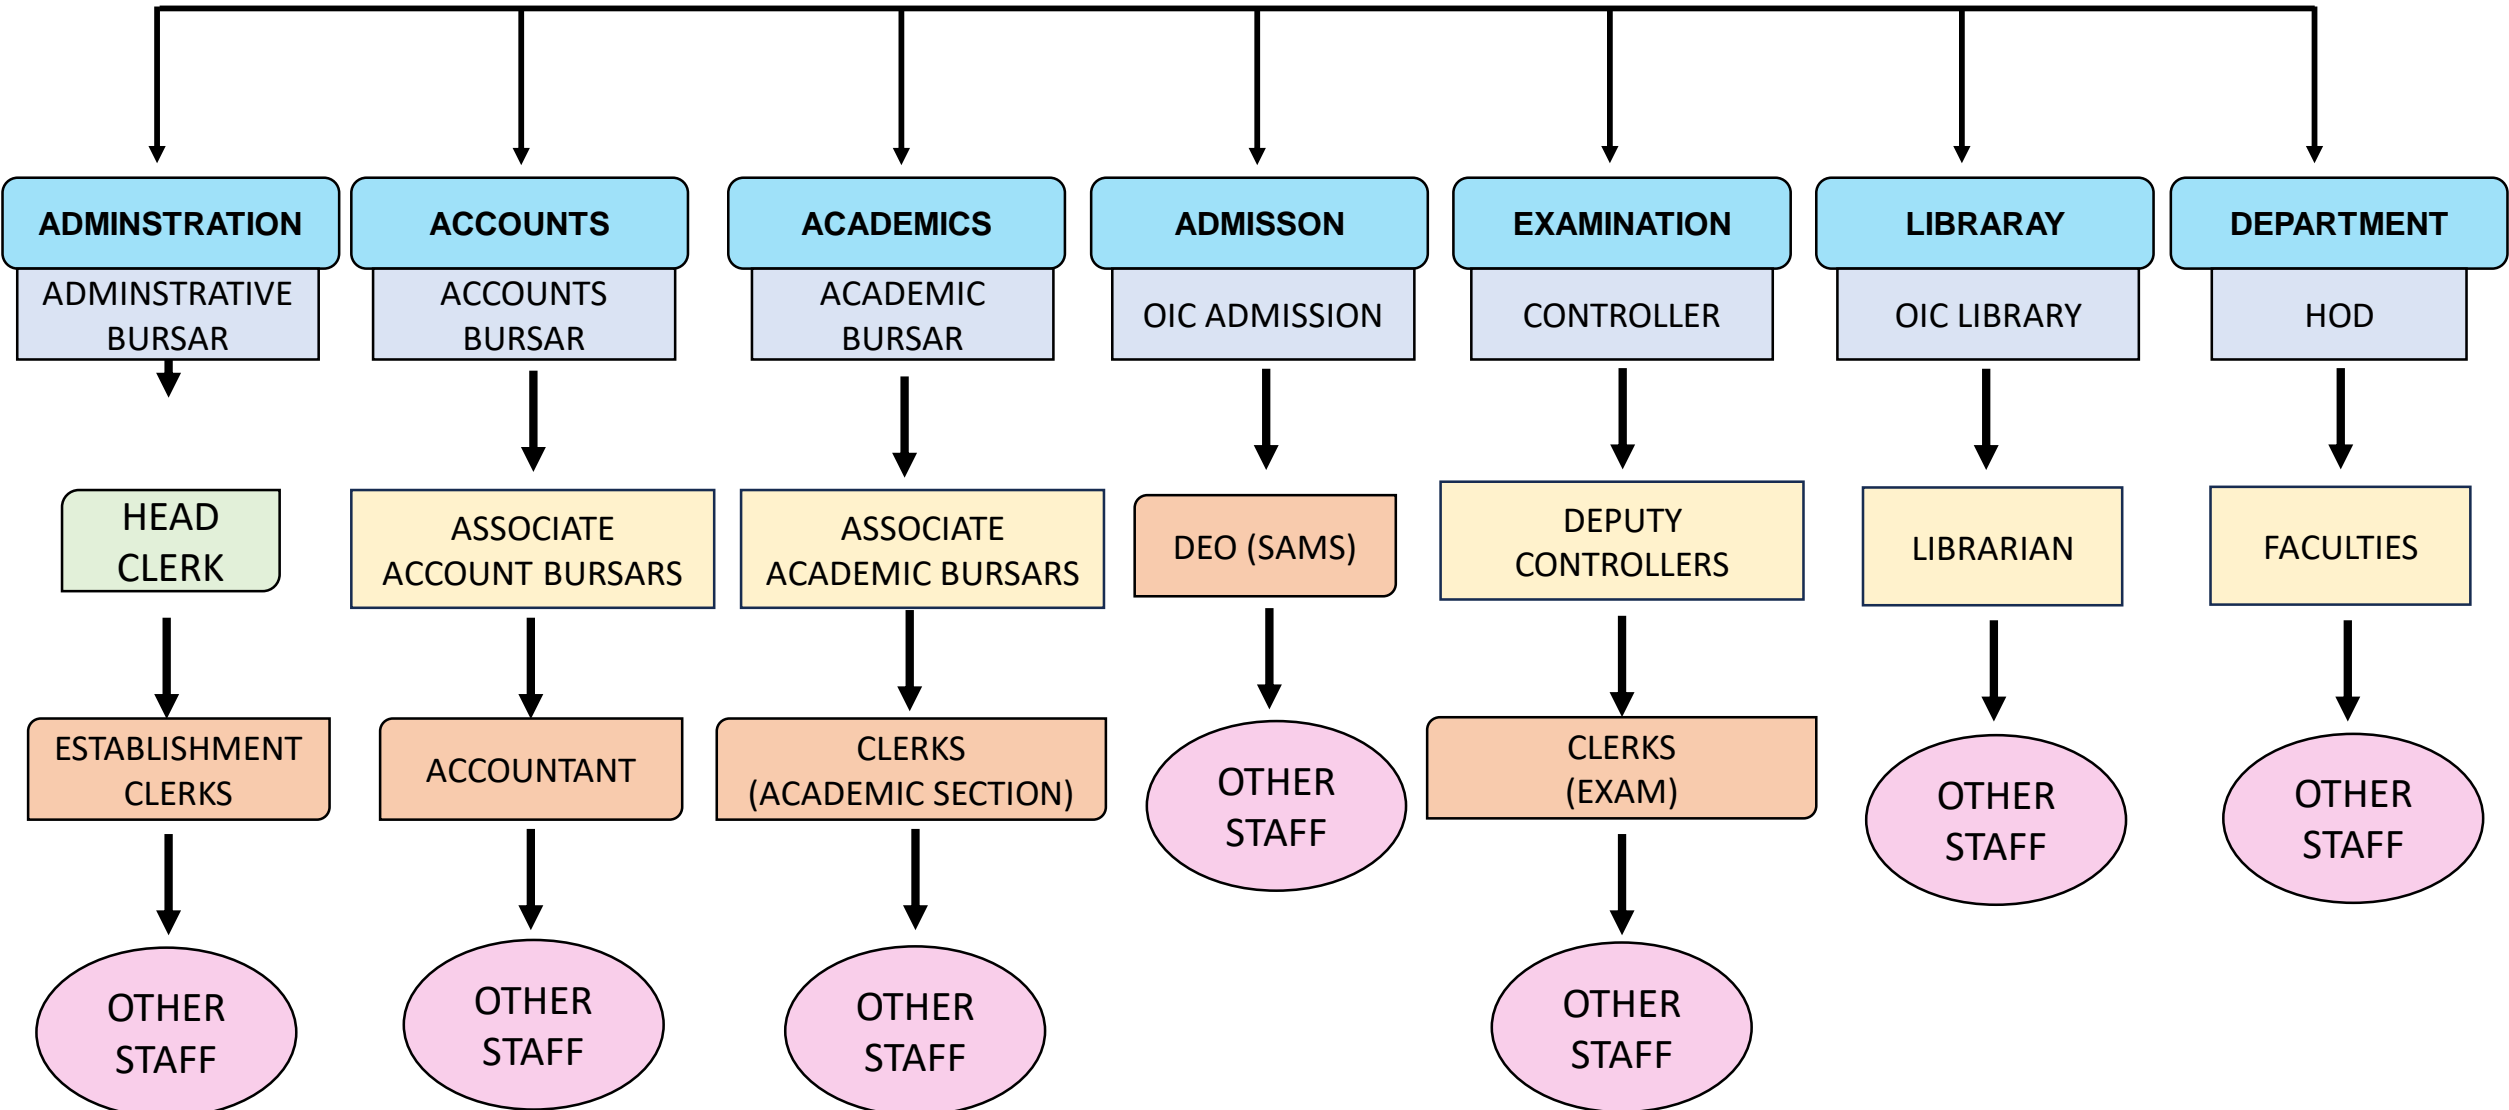 ADMINSTRATION
ACCOUNTS
ACADEMICS
ADMISSON
EXAMINATION
LIBRARAY
DEPARTMENT
ADMINSTRATIVE
BURSAR
ACCOUNTS
BURSAR
ACADEMIC
BURSAR
OIC ADMISSION
CONTROLLER
OIC LIBRARY
HOD
HEAD
CLERK
ASSOCIATE
ACCOUNT BURSARS
ASSOCIATE
ACADEMIC BURSARS
DEO (SAMS)
DEPUTY
CONTROLLERS
LIBRARIAN
FACULTIES
ESTABLISHMENT
CLERKS
ACCOUNTANT
CLERKS
(ACADEMIC SECTION)
OTHER
STAFF
CLERKS
(EXAM)
OTHER
STAFF
OTHER
STAFF
OTHER
STAFF
OTHER
STAFF
OTHER
STAFF
OTHER
STAFF